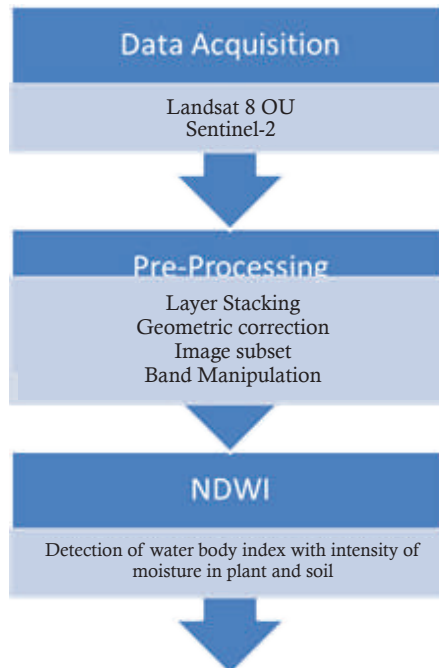 Data Acquisition
Landsat 8 OU
Sentinel-2
Pre-Processing
Layer Stacking
Geometric correction
Image subset
Band Manipulation
NDWI
Detection of water body index with intensity of
moisture in plant and soil